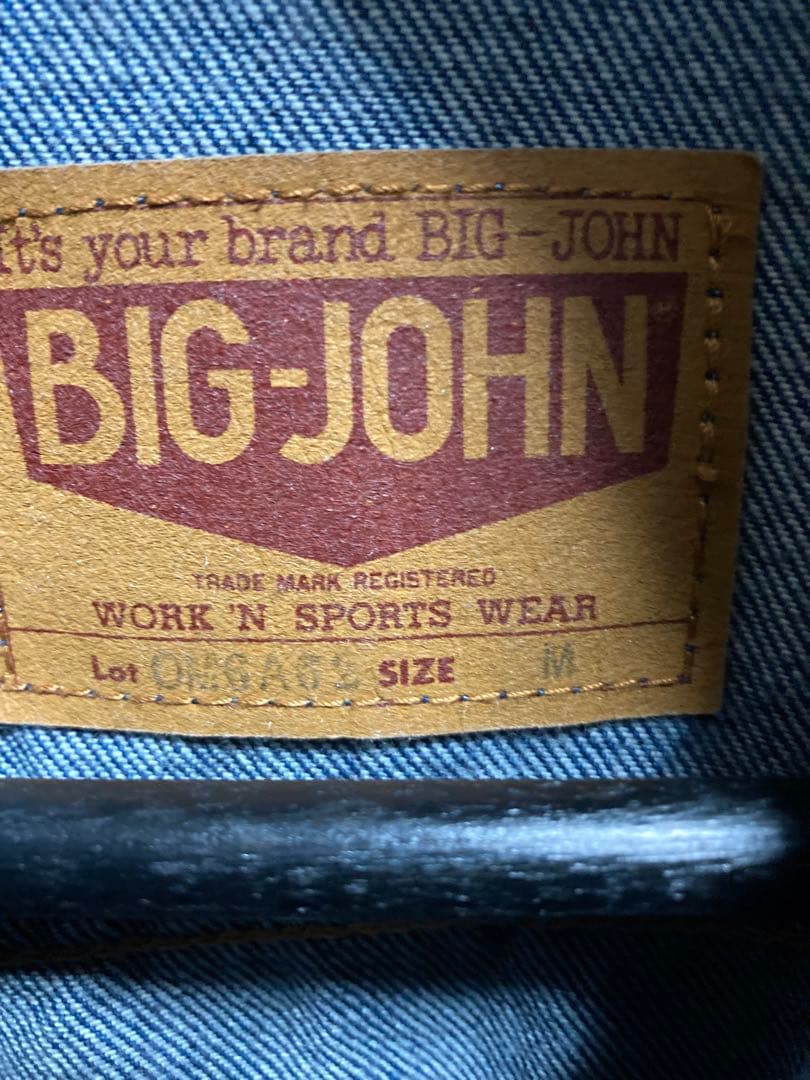 It's your brand BIG-JOHN
BIG-JOHN
TRADE MARK REGISTERED
WORK 'N SPORTS WEAR
Lot SIZE M